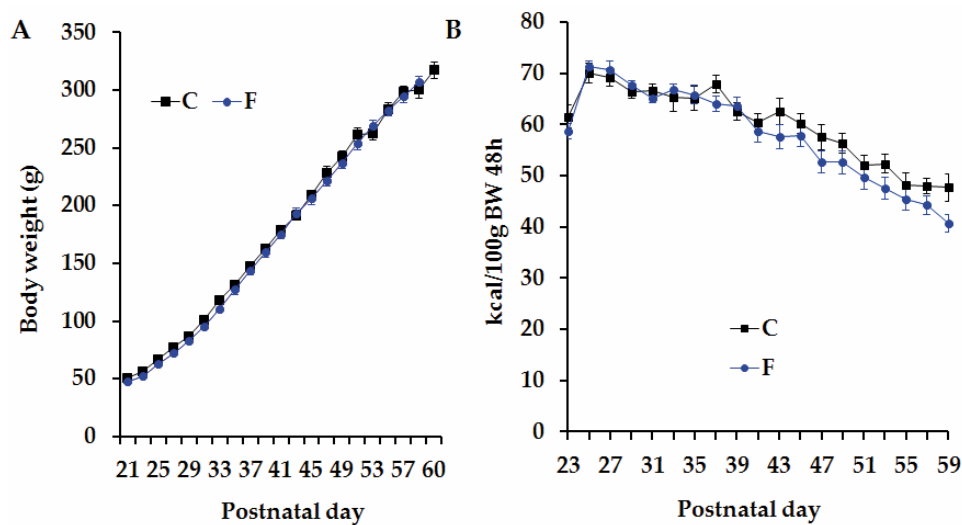 A
Body weight (g)
350
300
250
200
150
100
50
0
C F
21 25 29 33 37 41 45 49 53 57 60
Postnatal day
B
kcal/100g BW 48h
80
70
60
50
40
30
20
10
0
C
F
23 27 31 35 39 43 47 51 55 59
Postnatal day